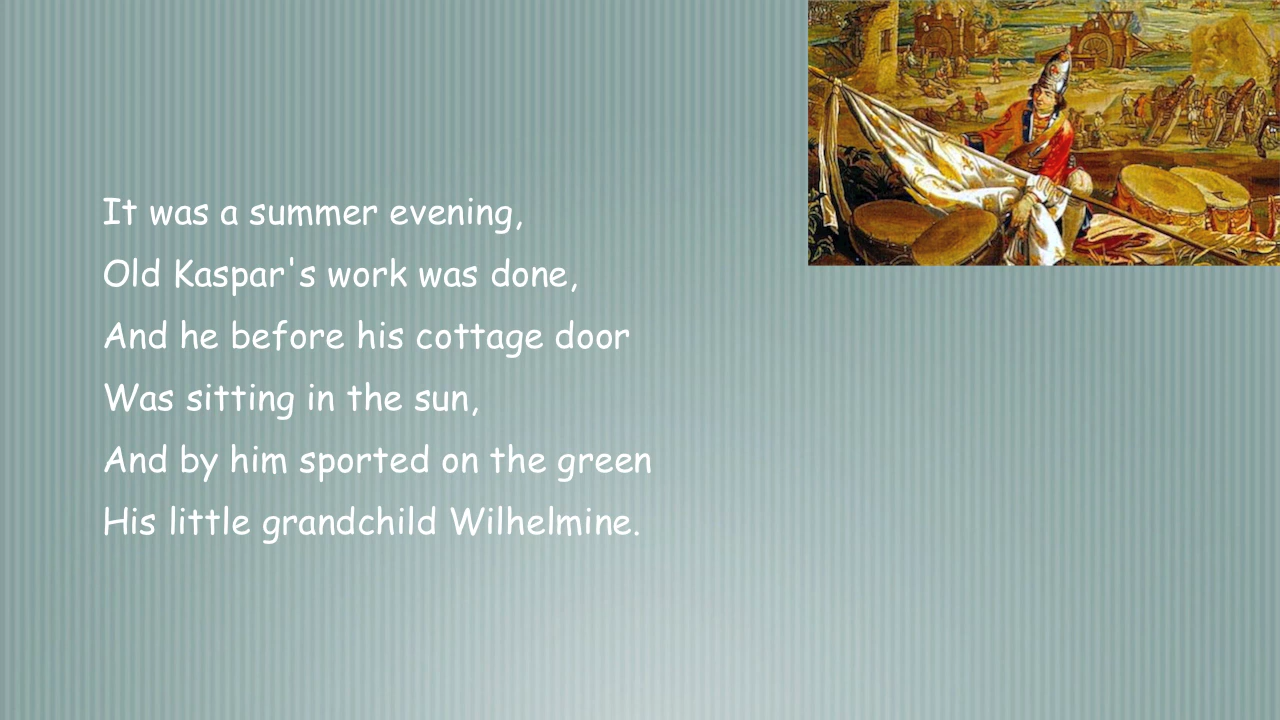 It was a summer evening,
Old Kaspar's work was done,
And he before his cottage door
Was sitting in the sun,
And by him sported on the green
His little grandchild Wilhelmine.